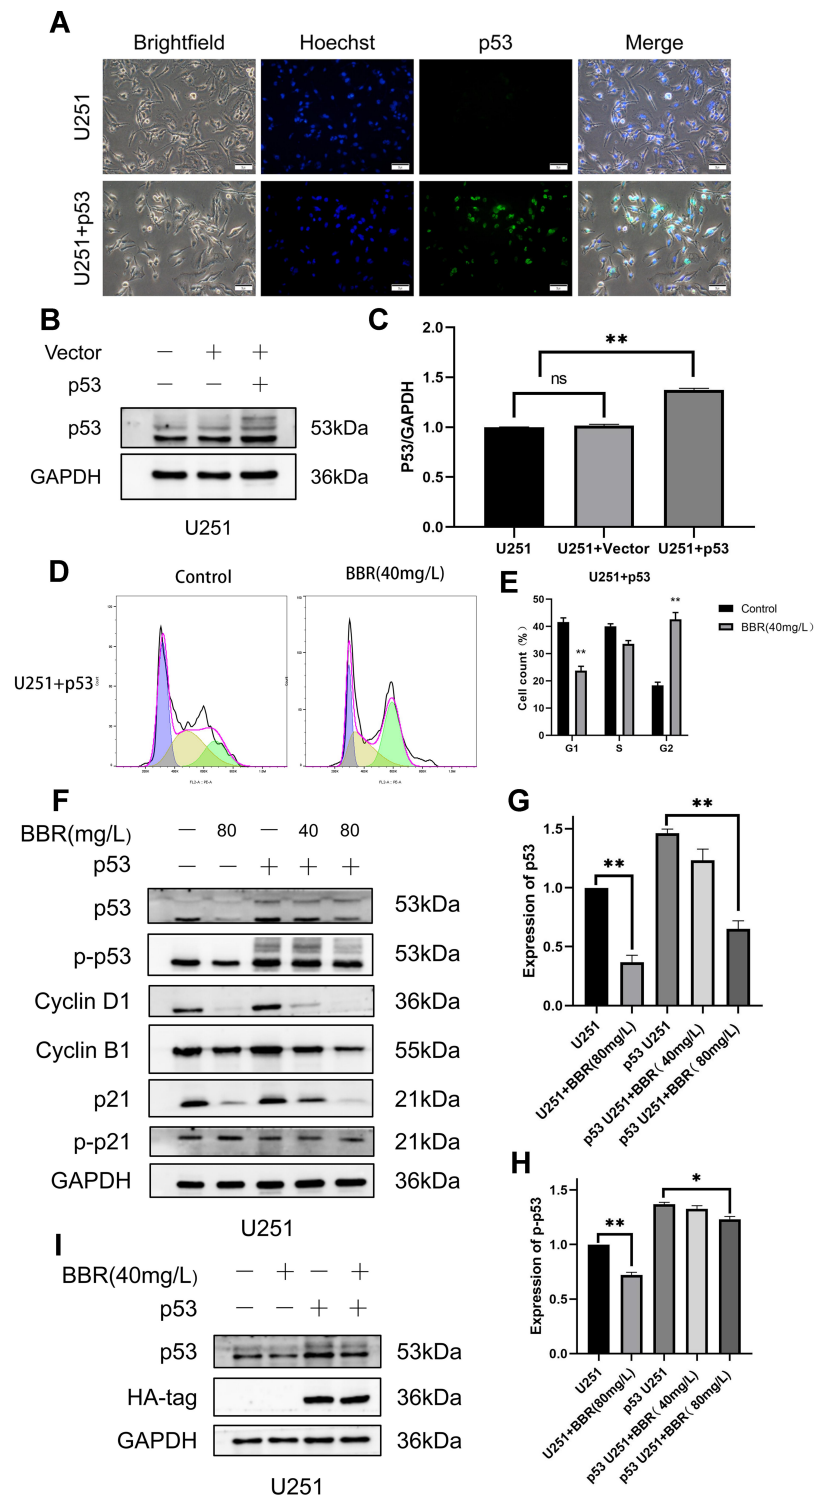 A
Brightfield Hoechst p53 Merge
U251
U251+p53
B
Vector — + +
p53 — — +
p53 53kDa
GAPDH 36kDa
U251
C
P53/GAPDH
2.0
1.5
1.0
0.5
0.0
ns
**
U251 U251+Vector U251+p53
D
Control BBR(40mg/L)
U251+p53
E
U251+p53
Cell count (%)
50
40
30
20
10
0
**
**
G1 S G2
Control
BBR(40mg/L)
F
BBR(mg/L) — 80 — 40 80
p53 — — + + +
p53 53kDa
p-p53 53kDa
Cyclin D1 36kDa
Cyclin B1 55kDa
p21 21kDa
p-p21 21kDa
GAPDH 36kDa
U251
G
Expression of p53
1.5
1.0
0.5
0.0
**
**
U251
U251+BBR(80mg/L)
p53 U251
p53 U251+BBR( 40mg/L)
p53 U251+BBR( 80mg/L)
H
Expression of p-p53
1.5
1.0
0.5
0.0
**
*
U251
U251+BBR(80mg/L)
p53 U251
p53 U251+BBR( 40mg/L)
p53 U251+BBR( 80mg/L)
I
BBR(40mg/L) — + — +
p53 — — + +
p53 53kDa
HA-tag 36kDa
GAPDH 36kDa
U251